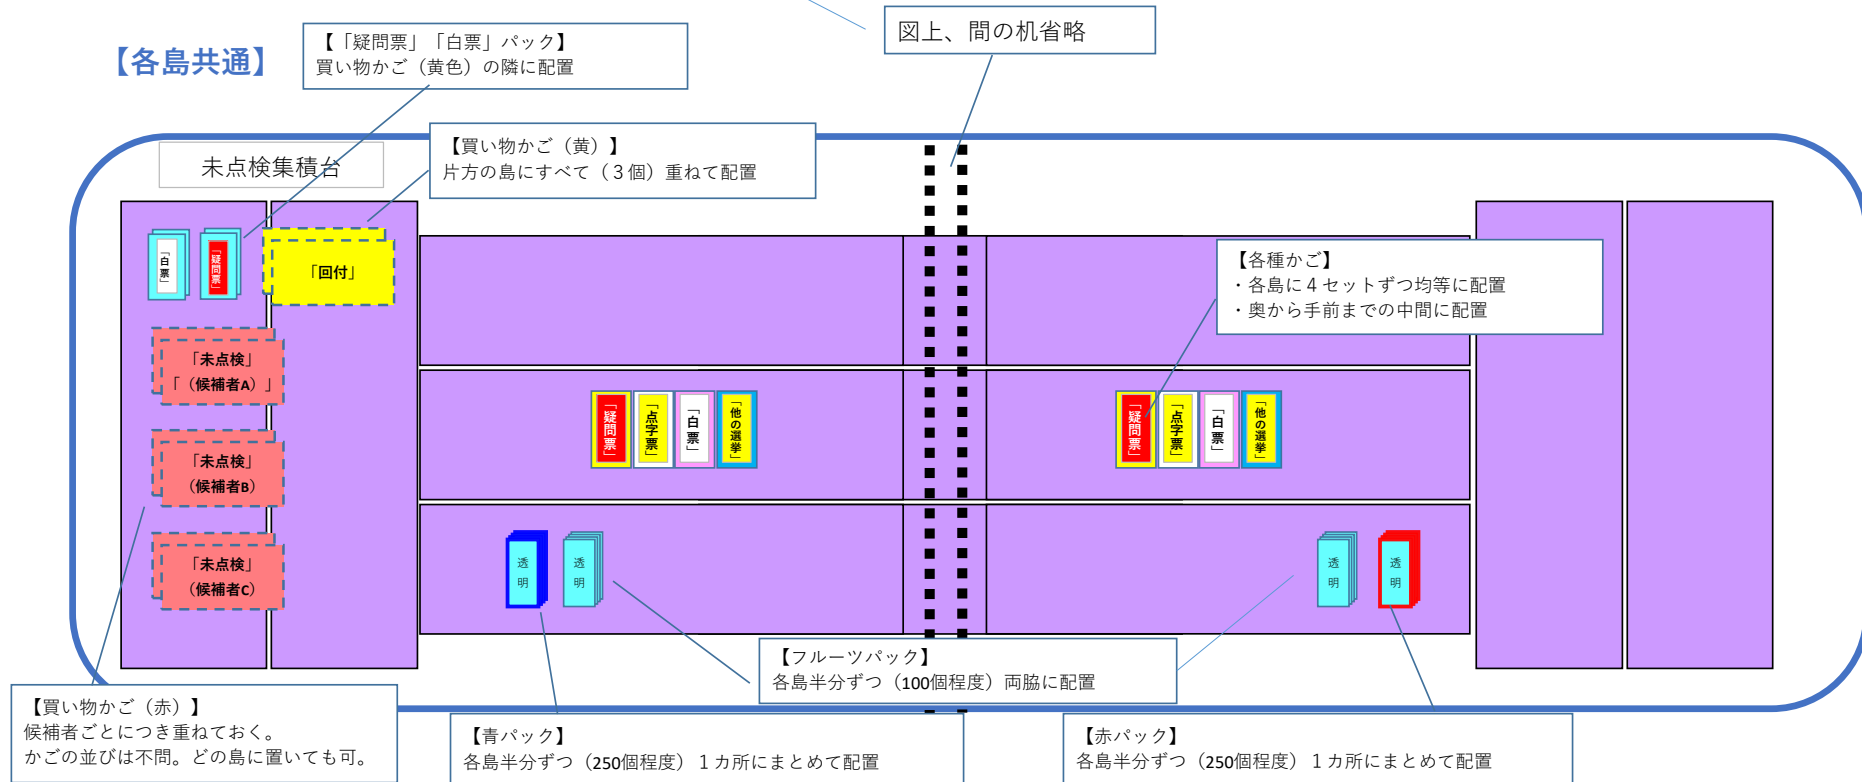 図上、間の机省略
【各島共通】
【「疑問票」「白票」パック】
買い物かご（黄色）の隣に配置
【買い物かご（黄）】
片方の島にすべて（３個）重ねて配置
未点検集積台
「白票」
「疑問票」
「回付」
【各種かご】
・各島に４セットずつ均等に配置
・奥から手前までの中間に配置
「未点検」
「（候補者A）」
「未点検」
（候補者B）
「未点検」
（候補者C）
「疑問票」
「点字票」
「白票」
「他の選挙」
「疑問票」
「点字票」
「白票」
「他の選挙」
透明
透明
透明
透明
【フルーツパック】
各島半分ずつ（100個程度）両脇に配置
【買い物かご（赤）】
候補者ごとにつき重ねておく。
かごの並びは不問。どの島に置いても可。
【青パック】
各島半分ずつ（250個程度）１カ所にまとめて配置
【赤パック】
各島半分ずつ（250個程度）１カ所にまとめて配置